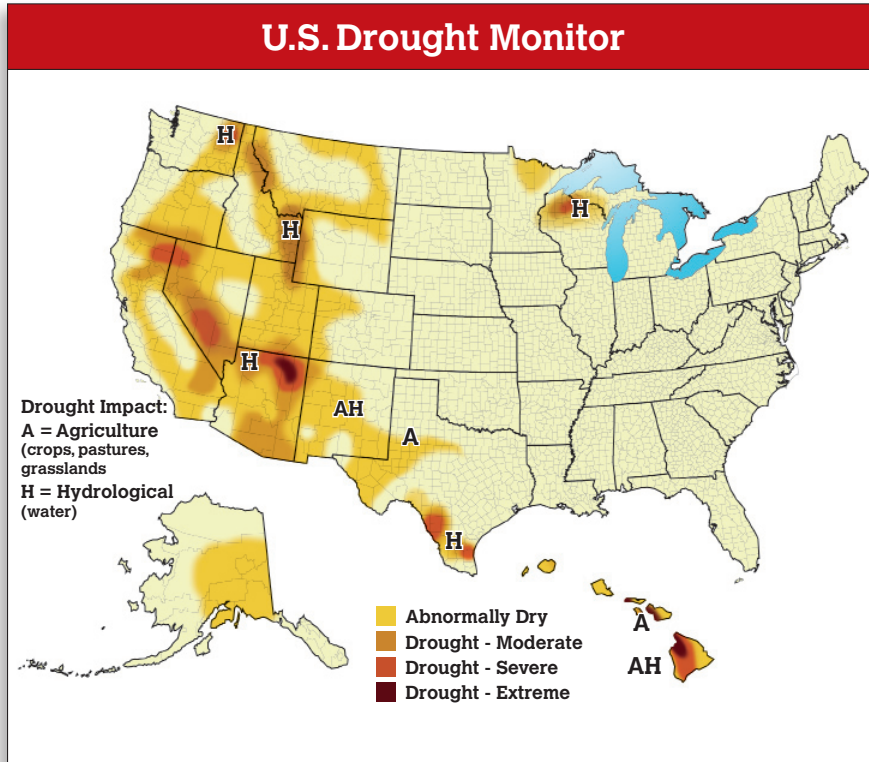 U.S. Drought Monitor
H
H
H
H
AH
A
Drought Impact:
A = Agriculture
(crops, pastures,
grasslands
H = Hydrological
(water)
H
Abnormally Dry
Drought - Moderate
Drought - Severe
Drought - Extreme
A
AH